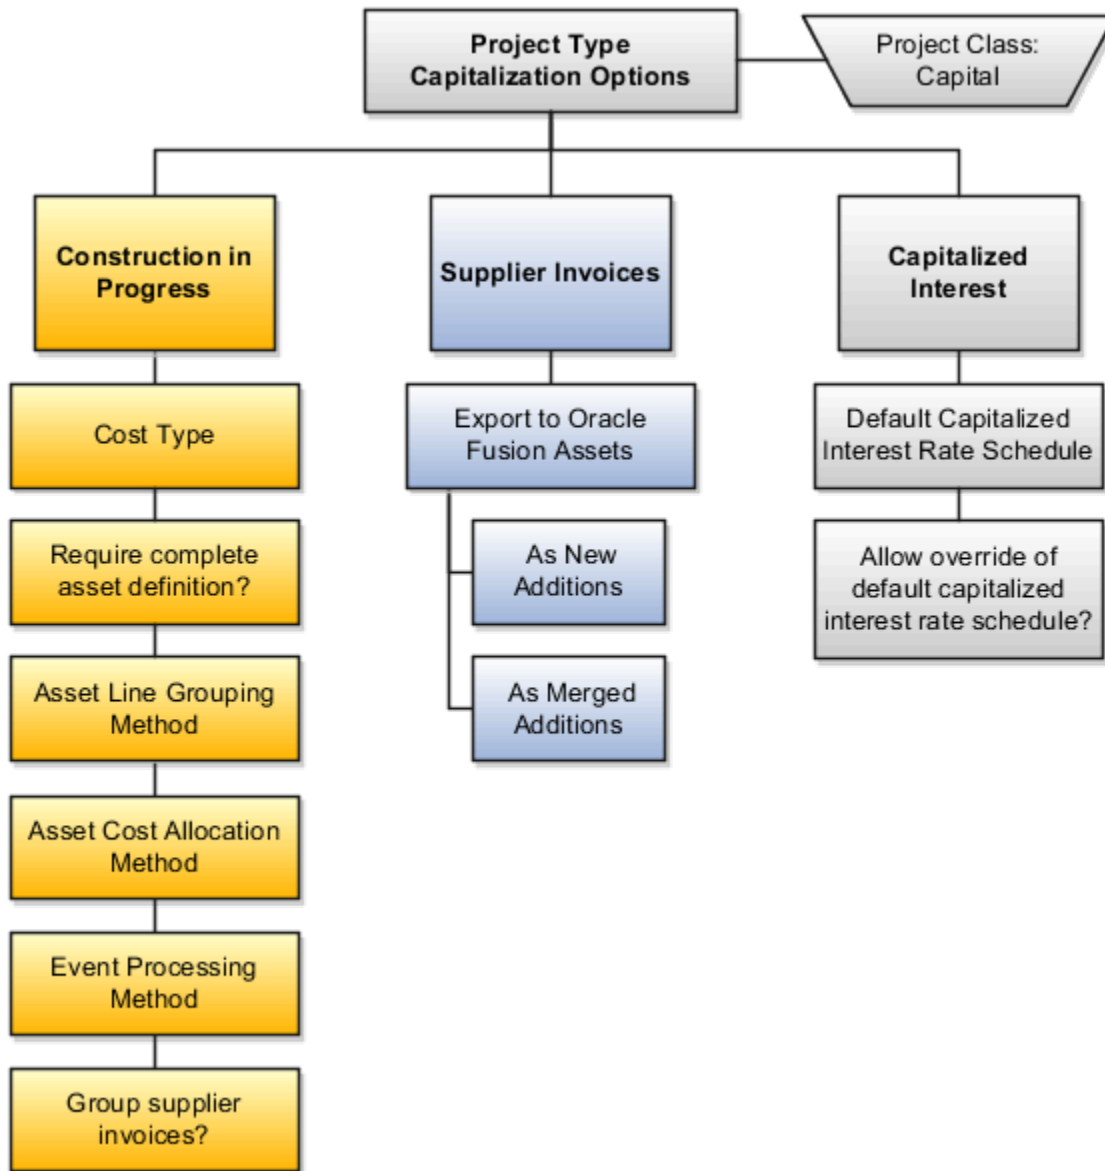 Project Type
Capitalization Options
Project Class:
Capital
Construction in
Progress
Cost Type
Require complete
asset definition?
Asset Line Grouping
Method
Asset Cost Allocation
Method
Event Processing
Method
Group supplier
invoices?
Supplier Invoices
Export to Oracle
Fusion Assets
As New
Additions
As Merged
Additions
Capitalized
Interest
Default Capitalized
Interest Rate Schedule
Allow override of
default capitalized
interest rate schedule?